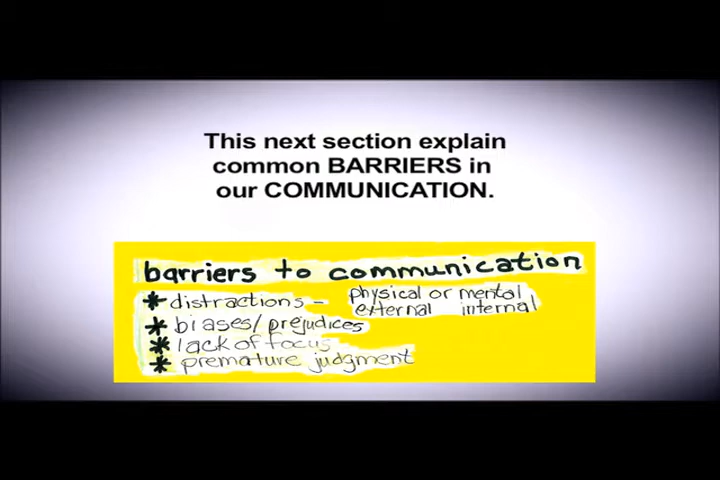 This next section explain
common BARRIERS in
our COMMUNICATION.
barriers to communication
* distractions - physical or mental
external internal
* biases/prejudices
* lack of focus
* premature judgment